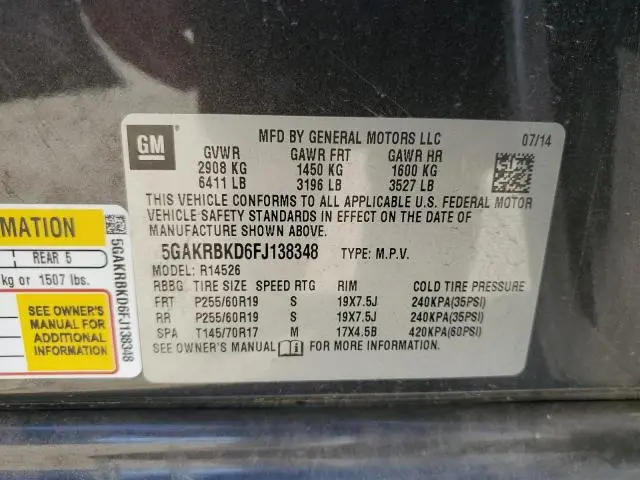 GM
MFD BY GENERAL MOTORS LLC 07/14
GVWR GAWR FRT GAWR RR
2908 KG 1450 KG 1600 KG
6411 LB 3196 LB 3527 LB
THIS VEHICLE CONFORMS TO ALL APPLICABLE U.S. FEDERAL MOTOR
VEHICLE SAFETY STANDARDS IN EFFECT ON THE DATE OF
MANUFACTURE SHOWN ABOVE.
5GAKRBKD6FJ138348 TYPE: M.P.V.
MODEL: R14526
RBBG TIRE SIZE SPEED RTG RIM COLD TIRE PRESSURE
FRT P255/60R19 S 19X7.5J 240KPA(35PSI)
RR P255/60R19 S 19X7.5J 240KPA(35PSI)
SPA T145/70R17 M 17X4.5B 420KPA(60PSI)
SEE OWNER'S MANUAL FOR MORE INFORMATION.
MATION
REAR 5
kg or 1507 lbs.
SEE OWNER'S
MANUAL FOR
ADDITIONAL
INFORMATION
5GAKRBKD6FJ138348